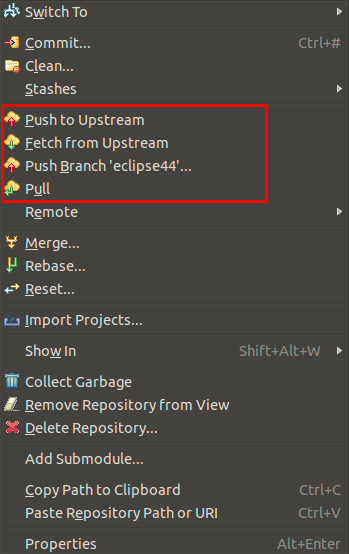 Switch To
Commit... Ctrl+#
Clean...
Stashes
Push to Upstream
Fetch from Upstream
Push Branch 'eclipse44'...
Pull
Remote
Merge...
Rebase...
Reset...
Import Projects...
Show In Shift+Alt+W
Collect Garbage
Remove Repository from View
Delete Repository...
Add Submodule...
Copy Path to Clipboard Ctrl+C
Paste Repository Path or URI Ctrl+V
Properties Alt+Enter